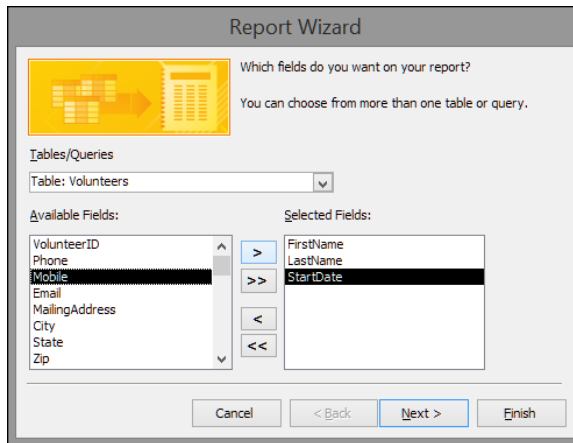 Report Wizard
Which fields do you want on your report?
You can choose from more than one table or query.
Tables/Queries
Table: Volunteers
Available Fields:
Selected Fields:
VolunteerID
Phone
Mobile
Email
MailingAddress
City
State
Zip
>
>>
<
<<
FirstName
LastName
StartDate
Cancel
< Back
Next >
Finish